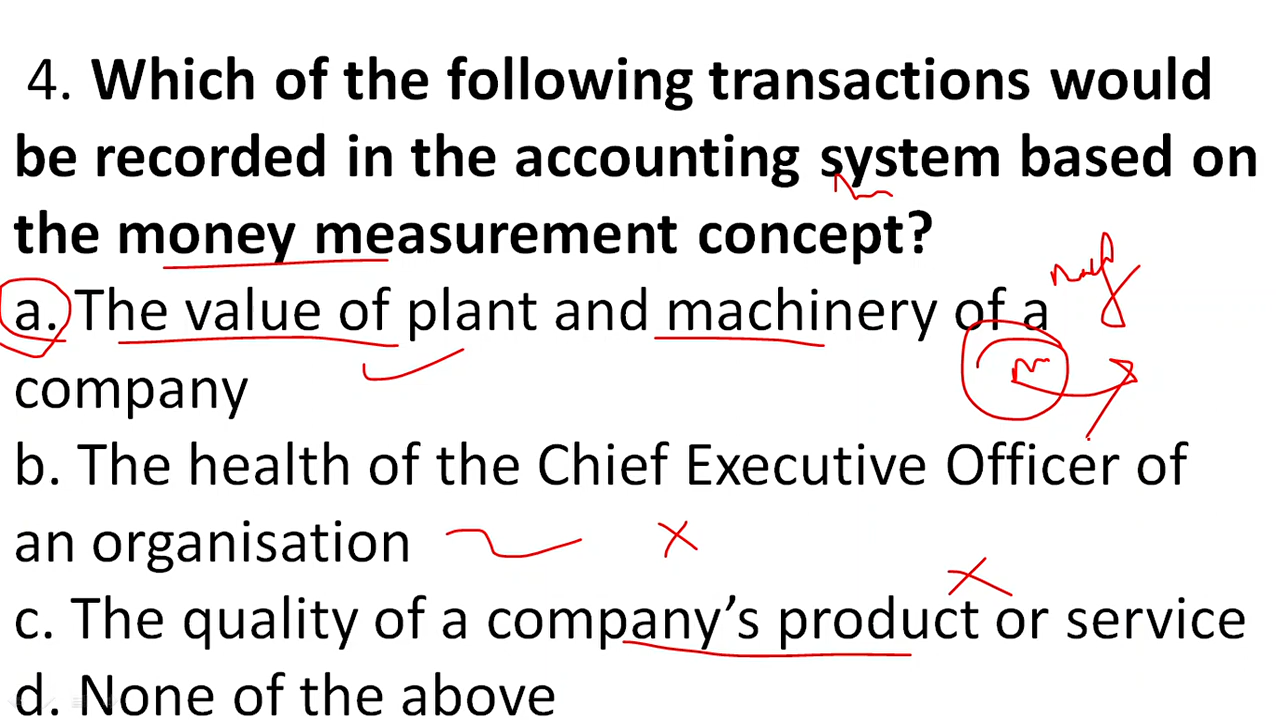 4. Which of the following transactions would
be recorded in the accounting system based on
the money measurement concept?
a. The value of plant and machinery of a
company
b. The health of the Chief Executive Officer of
an organisation
c. The quality of a company’s product or service
d. None of the above